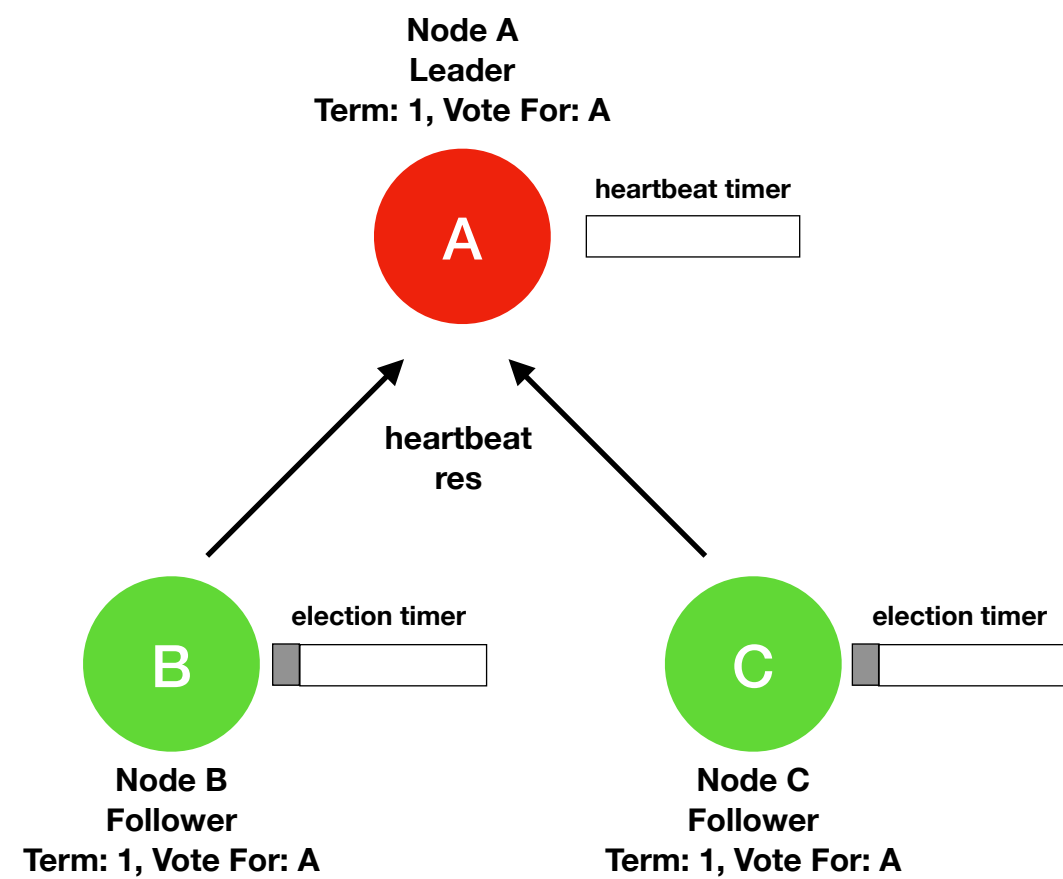 Node A
Leader
Term: 1, Vote For: A
heartbeat timer
A
heartbeat
res
election timer
election timer
B
C
Node B
Follower
Term: 1, Vote For: A
Node C
Follower
Term: 1, Vote For: A